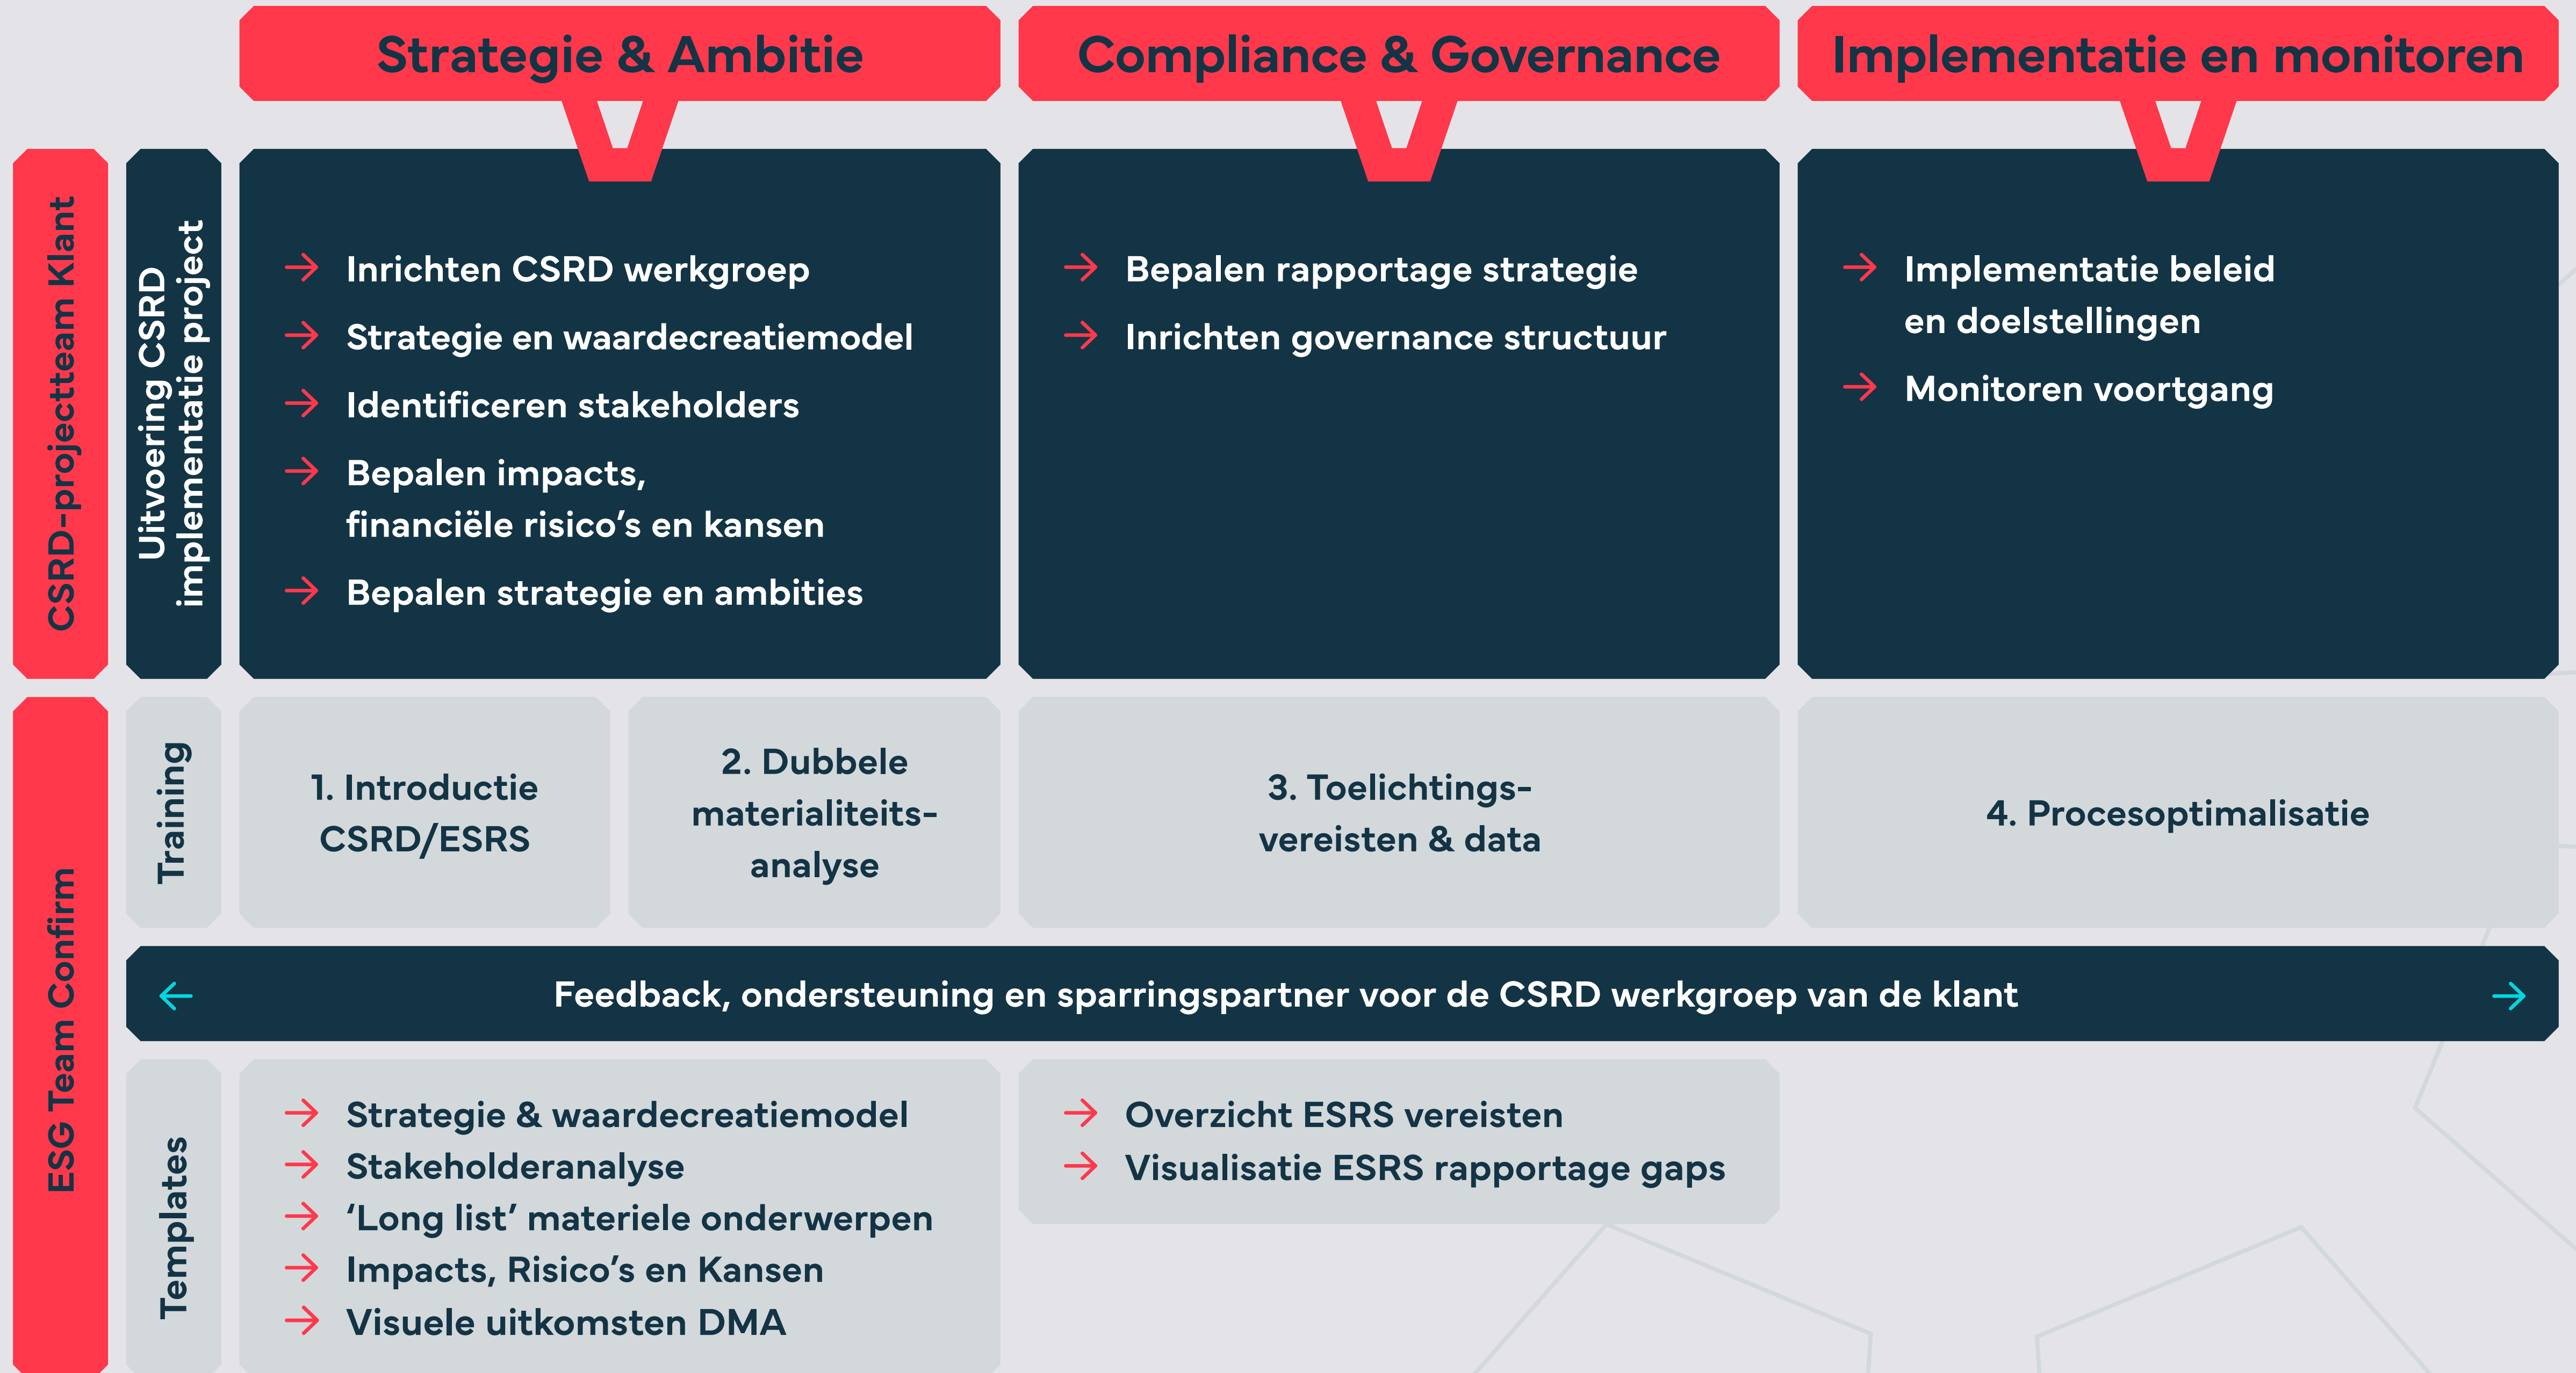 Strategie & Ambitie
Compliance & Governance
Implementatie en monitoren
CSRD-projectteam Klant
Uitvoering CSRD
implementatie project
Inrichten CSRD werkgroep
Strategie en waardecreatiemodel
Identificeren stakeholders
Bepalen impacts,
financiële risico’s en kansen
Bepalen strategie en ambities
Bepalen rapportage strategie
Inrichten governance structuur
Implementatie beleid
en doelstellingen
Monitoren voortgang
ESG Team Confirm
Training
1. Introductie
CSRD/ESRS
2. Dubbele
materialiteits-
analyse
3. Toelichtings-
vereisten & data
4. Procesoptimalisatie
Feedback, ondersteuning en sparringspartner voor de CSRD werkgroep van de klant
Templates
Strategie & waardecreatiemodel
Stakeholderanalyse
‘Long list’ materiele onderwerpen
Impacts, Risico’s en Kansen
Visuele uitkomsten DMA
Overzicht ESRS vereisten
Visualisatie ESRS rapportage gaps